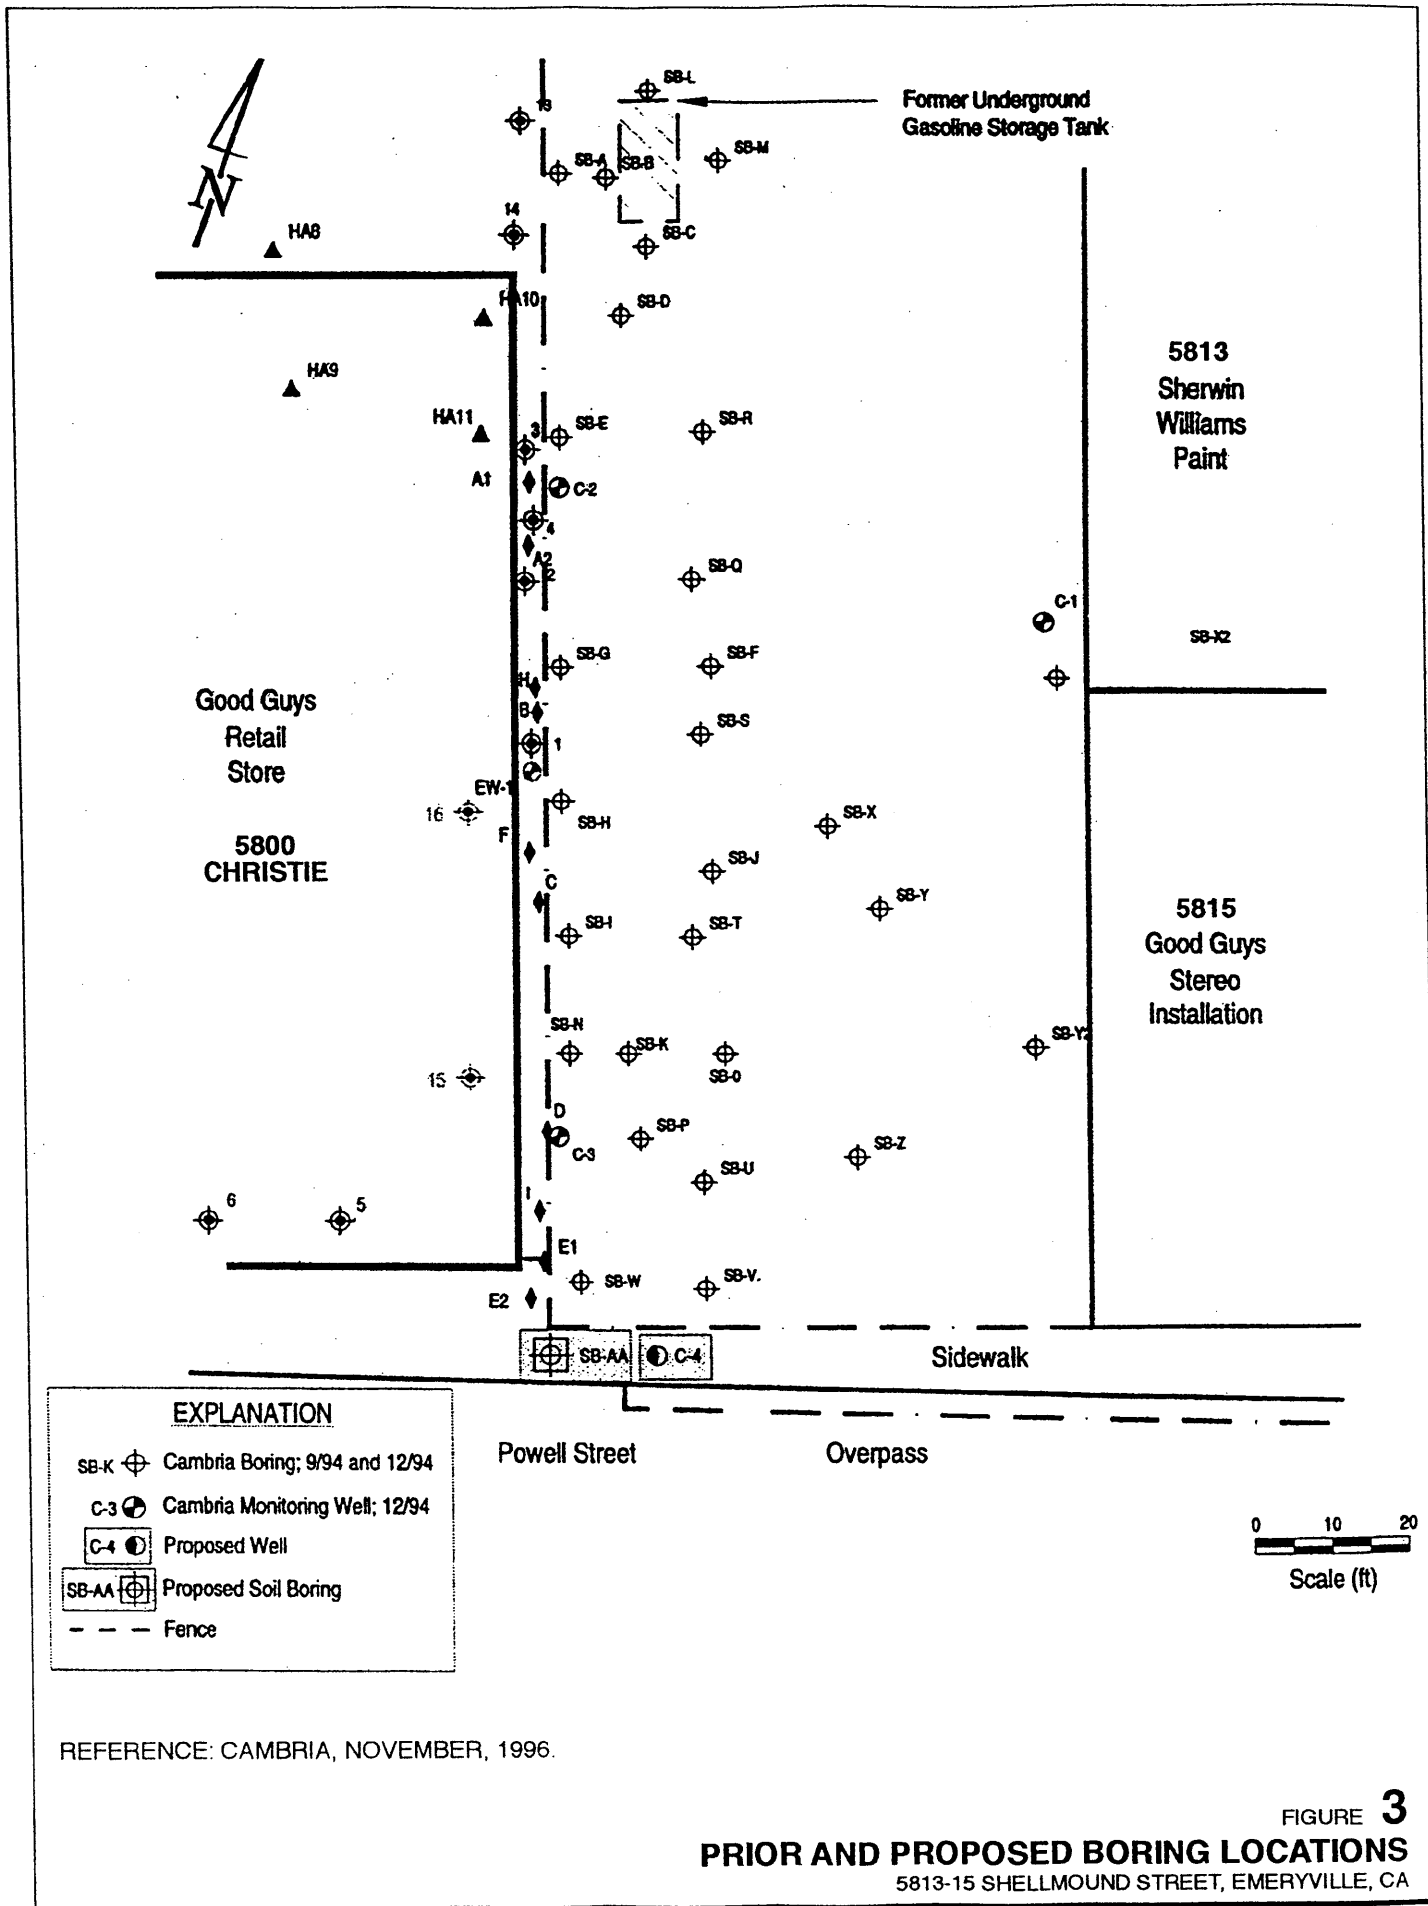 SB-L
Former Underground
Gasoline Storage Tank
13
SB-A
SB-B
SB-M
N
14
HA8
SB-C
HA10
SB-D
5813
Sherwin
Williams
Paint
HA9
HA11
3
SB-E
SB-R
A1
C-2
4
A2
2
SB-Q
C-1
SB-X2
SB-G
SB-F
H
B
Good Guys
Retail
Store
SB-S
1
EW-1
16
SB-H
SB-X
F
5800
CHRISTIE
SB-J
C
SB-Y
5815
Good Guys
Stereo
Installation
SB-I
SB-T
SB-N
SB-K
SB-O
SB-Y2
15
D
SB-P
C-3
SB-Z
SB-U
I
6
5
E1
SB-W
SB-V.
E2
SB-AA
C-4
Sidewalk
EXPLANATION
SB-K Cambria Boring; 9/94 and 12/94
C-3 Cambria Monitoring Well; 12/94
C-4 Proposed Well
SB-AA Proposed Soil Boring
Fence
Powell Street
Overpass
0 10 20
Scale (ft)
REFERENCE: CAMBRIA, NOVEMBER, 1996.
FIGURE 3
PRIOR AND PROPOSED BORING LOCATIONS
5813-15 SHELLMOUND STREET, EMERYVILLE, CA